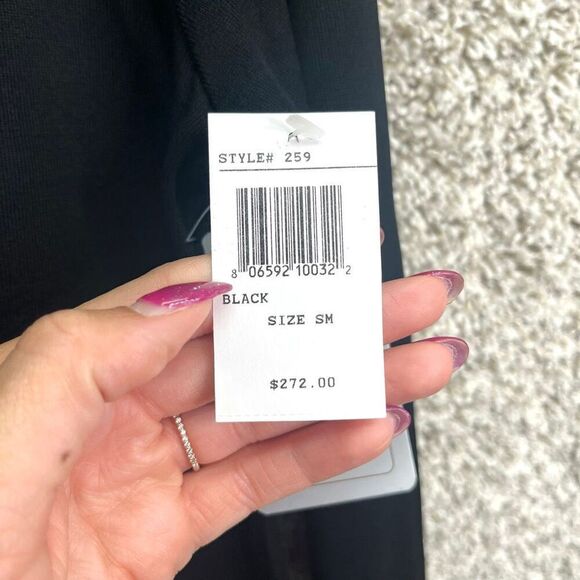 STYLE# 259
8 06592 10032 2
BLACK
SIZE SM
$272.00